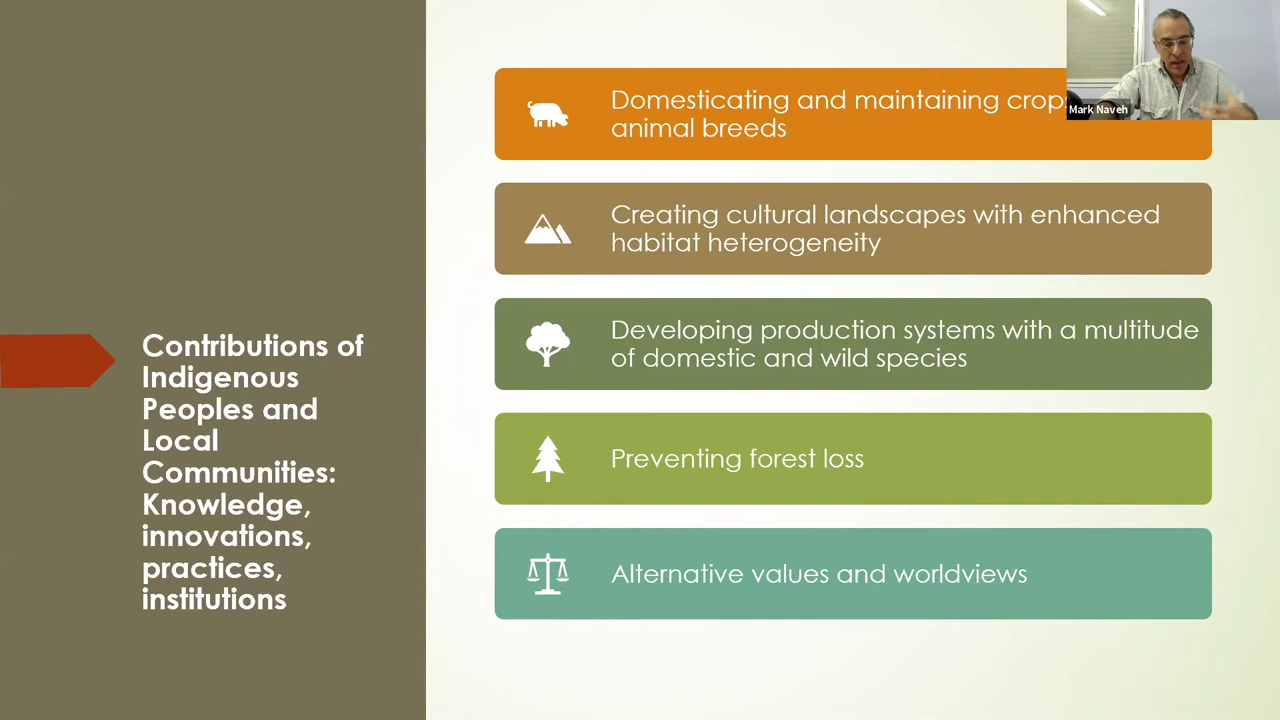 Contributions of
Indigenous
Peoples and
Local
Communities:
Knowledge,
innovations,
practices,
institutions
Domesticating and maintaining crop
animal breeds
Creating cultural landscapes with enhanced
habitat heterogeneity
Developing production systems with a multitude
of domestic and wild species
Preventing forest loss
Alternative values and worldviews
Mark Naveh